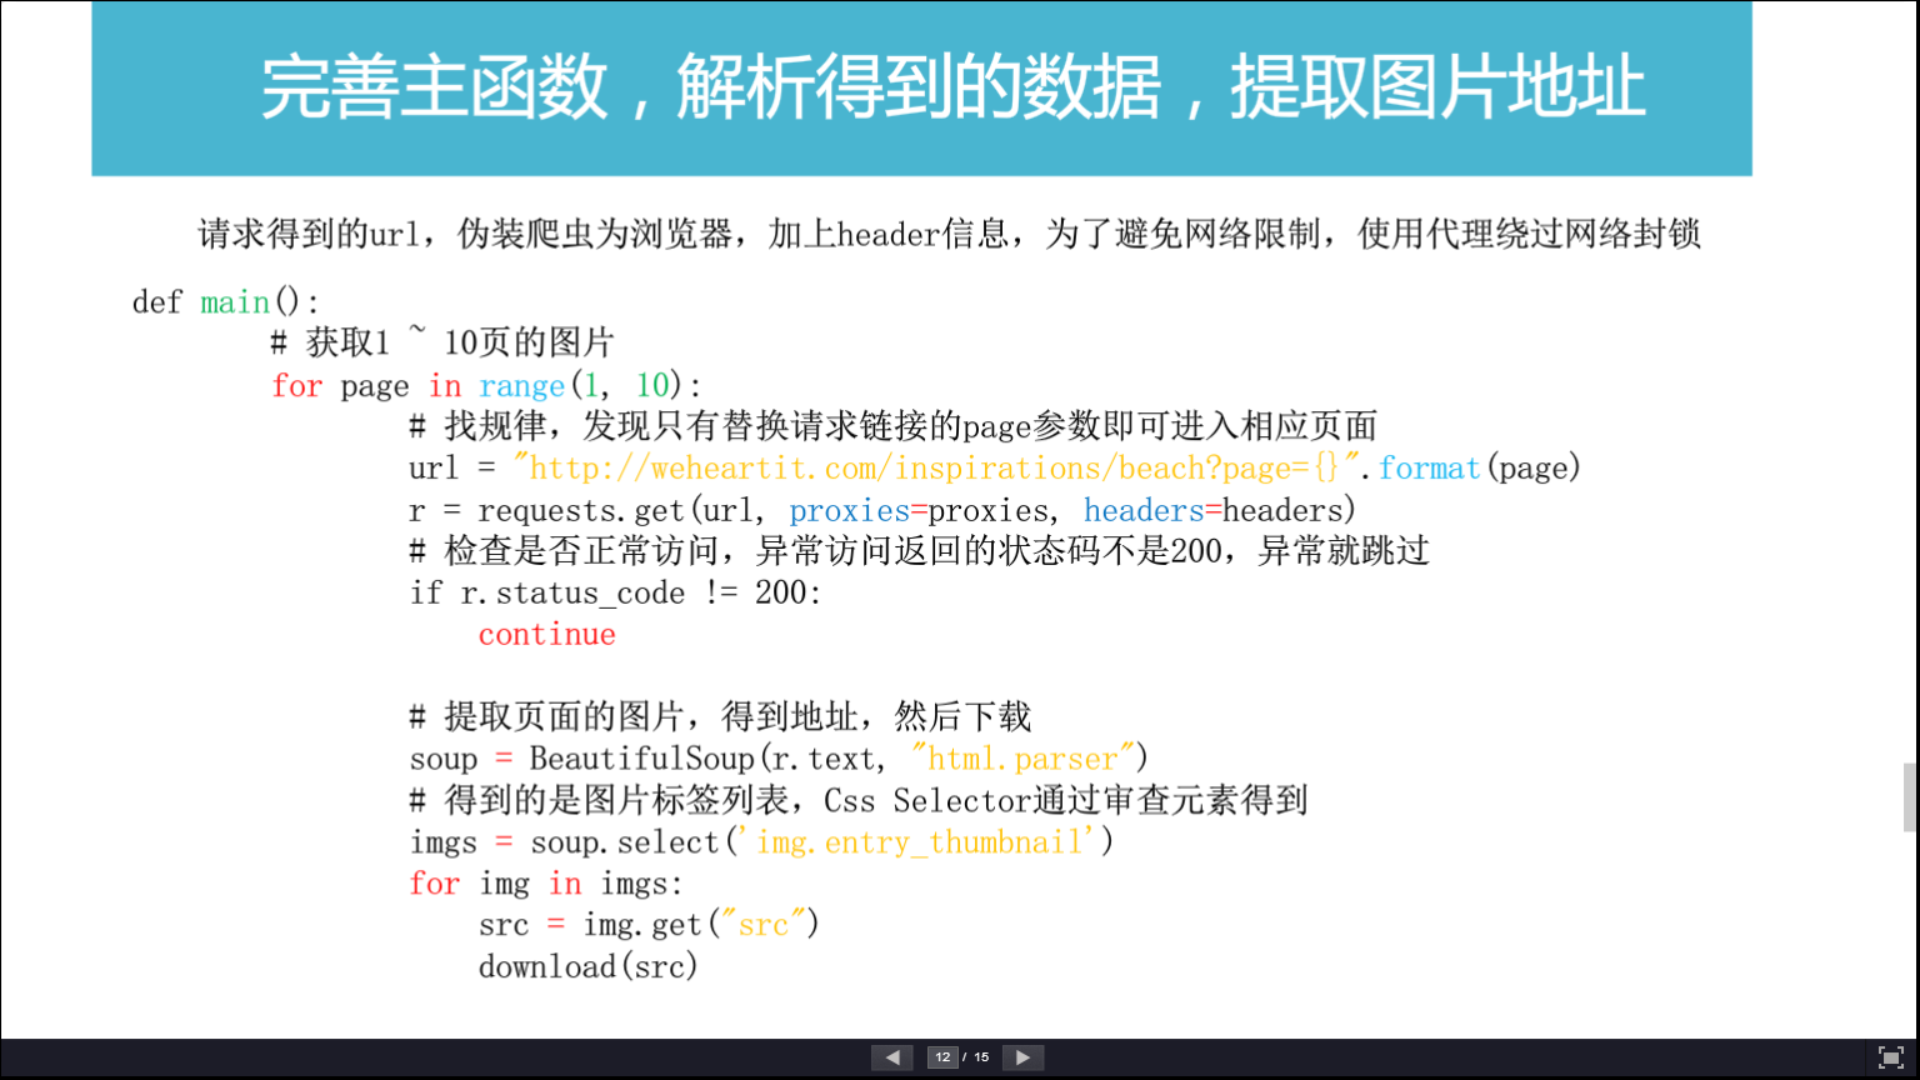 完善主函数，解析得到的数据，提取图片地址
请求得到的url，伪装爬虫为浏览器，加上header信息，为了避免网络限制，使用代理绕过网络封锁
def main():
# 获取1 ~ 10页的图片
for page in range(1, 10):
# 找规律，发现只有替换请求链接的page参数即可进入相应页面
url = "http://weheartit.com/inspirations/beach?page={}".format(page)
r = requests.get(url, proxies=proxies, headers=headers)
# 检查是否正常访问，异常访问返回的状态码不是200，异常就跳过
if r.status_code != 200:
continue
# 提取页面的图片，得到地址，然后下载
soup = BeautifulSoup(r.text, "html.parser")
# 得到的是图片标签列表，Css Selector通过审查元素得到
imgs = soup.select('img.entry_thumbnail')
for img in imgs:
src = img.get("src")
download(src)
12 / 15